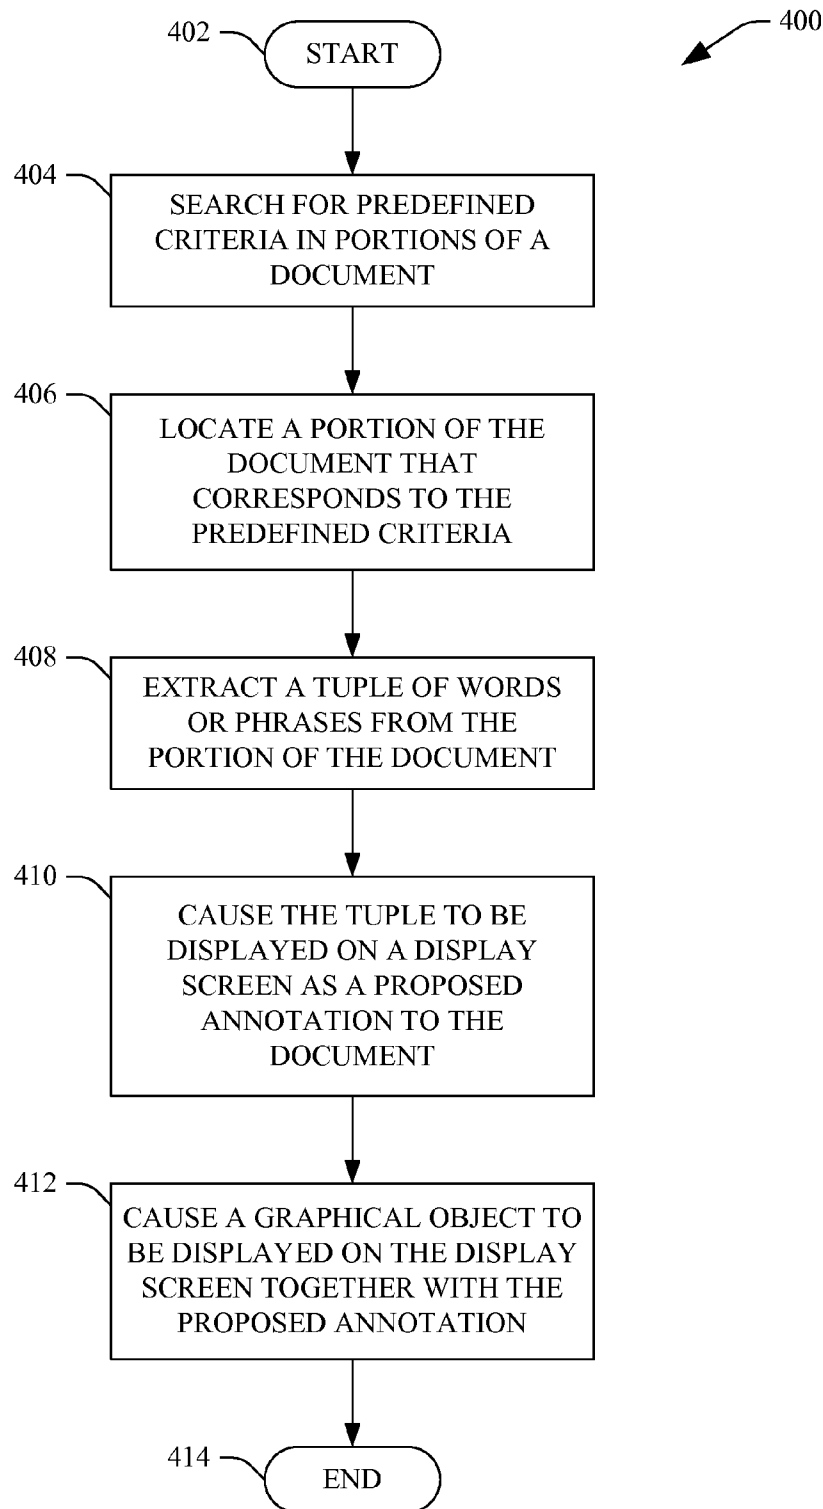 400
402
START
404
SEARCH FOR PREDEFINED
CRITERIA IN PORTIONS OF A
DOCUMENT
406
LOCATE A PORTION OF THE
DOCUMENT THAT
CORRESPONDS TO THE
PREDEFINED CRITERIA
408
EXTRACT A TUPLE OF WORDS
OR PHRASES FROM THE
PORTION OF THE DOCUMENT
410
CAUSE THE TUPLE TO BE
DISPLAYED ON A DISPLAY
SCREEN AS A PROPOSED
ANNOTATION TO THE
DOCUMENT
412
CAUSE A GRAPHICAL OBJECT TO
BE DISPLAYED ON THE DISPLAY
SCREEN TOGETHER WITH THE
PROPOSED ANNOTATION
414
END